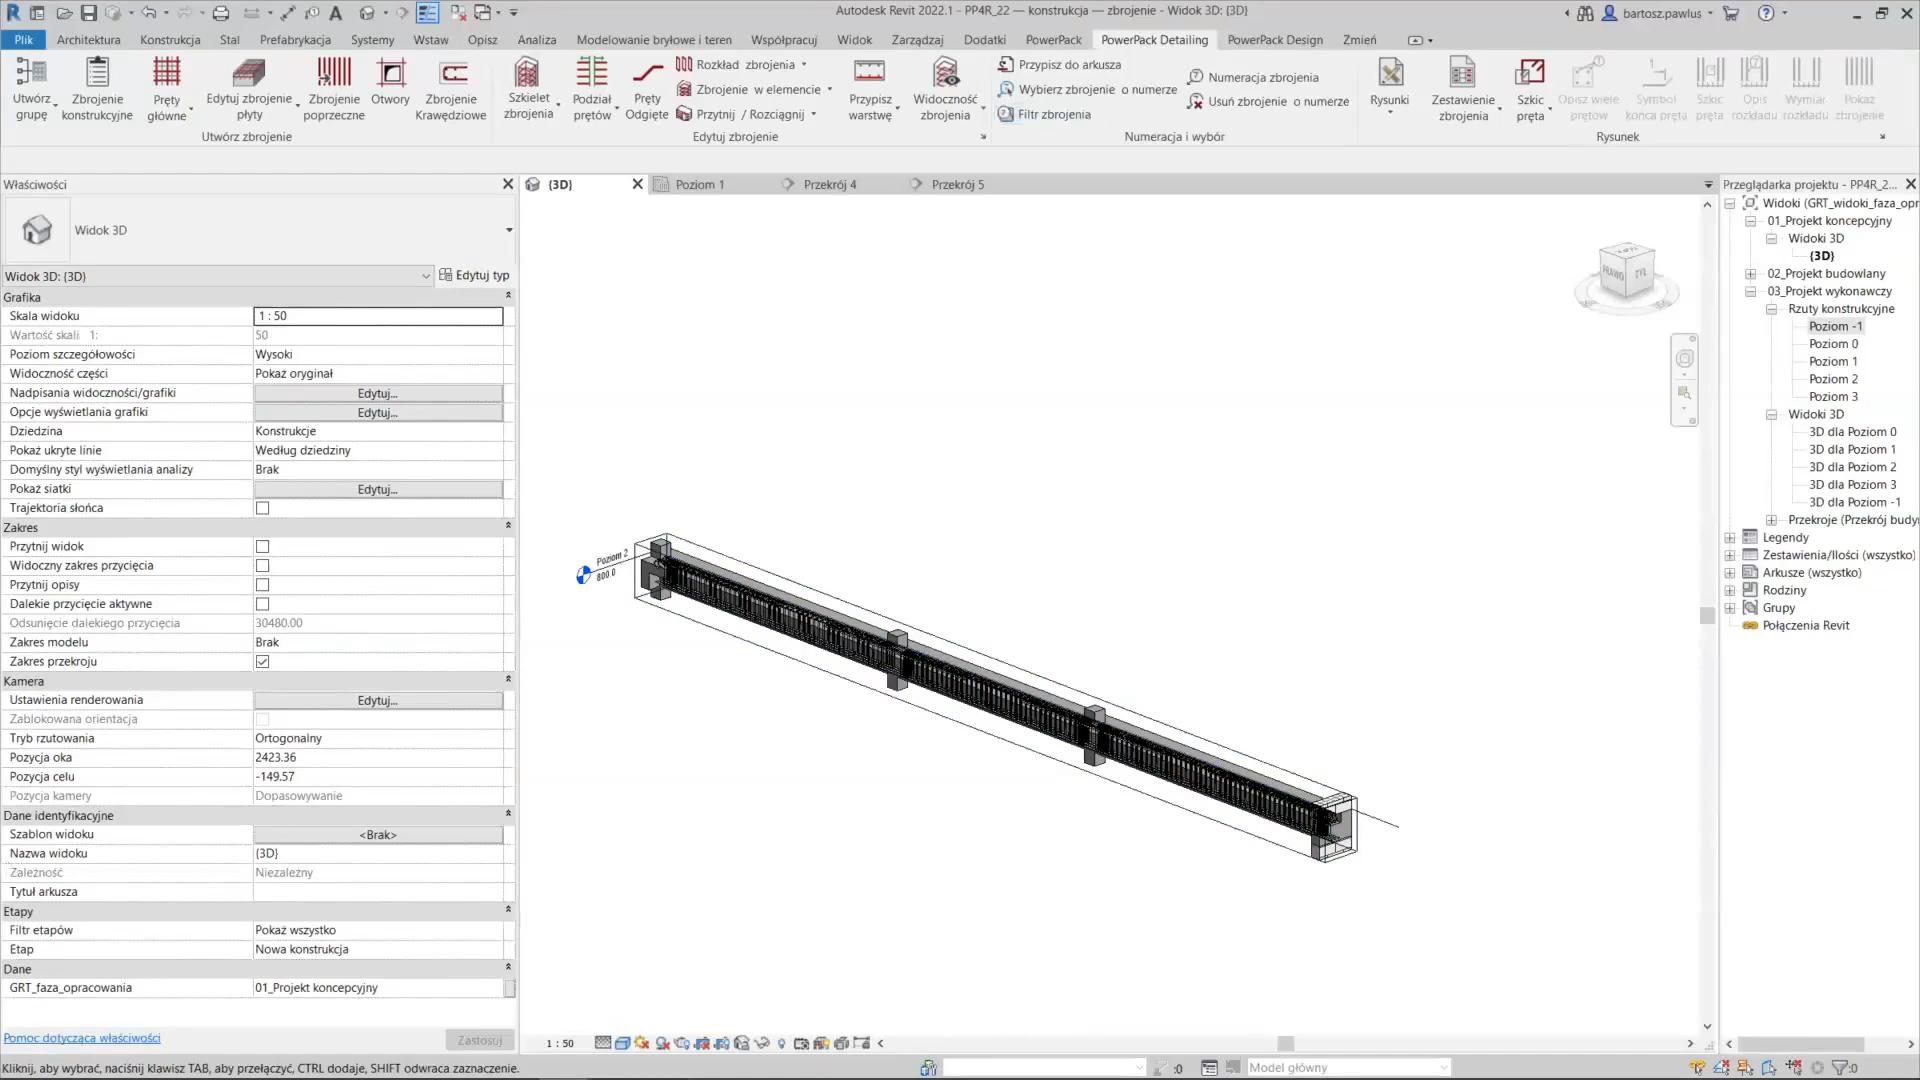 Autodesk Revit 2022.1 - PP4R_22 — konstrukcja — zbrojenie - Widok 3D: {3D}
bartosz.pawlus
Plik Architektura Konstrukcja Stal Prefabrykacja Systemy Wstaw Opisz Analiza Modelowanie bryłowe i teren Współpracuj Widok Zarządzaj Dodatki PowerPack PowerPack Detailing PowerPack Design Zmień
Utwórz grupę
Zbrojenie konstrukcyjne
Pręty główne
Edytuj zbrojenie płyty
Zbrojenie poprzeczne
Otwory
Zbrojenie Krawędziowe
Utwórz zbrojenie
Szkielet zbrojenia
Podział prętów
Pręty Odgięte
Rozkład zbrojenia
Zbrojenie w elemencie
Przytnij / Rozciągnij
Przypisz warstwę
Widoczność zbrojenia
Edytuj zbrojenie
Przypisz do arkusza
Wybierz zbrojenie o numerze
Filtr zbrojenia
Numeracja zbrojenia
Usuń zbrojenie o numerze
Numeracja i wybór
Rysunki
Zestawienie zbrojenia
Szkic pręta
Opisz wiele prętów
Symbol końca pręta
Szkic pręta
Opis rozkładu
Wymiar rozkładu
Pokaż zbrojenie
Rysunek
Właściwości
Widok 3D
Widok 3D: {3D}
Edytuj typ
Grafika
Skala widoku 1 : 50
Wartość skali 1: 50
Poziom szczegółowości Wysoki
Widoczność części Pokaż oryginał
Nadpisania widoczności/grafiki Edytuj...
Opcje wyświetlania grafiki Edytuj...
Dziedzina Konstrukcje
Pokaż ukryte linie Według dziedziny
Domyślny styl wyświetlania analizy Brak
Pokaż siatki Edytuj...
Trajektoria słońca
Zakres
Przytnij widok
Widoczny zakres przycięcia
Przytnij opisy
Dalekie przycięcie aktywne
Odsunięcie dalekiego przycięcia 30480.00
Zakres modelu Brak
Zakres przekroju
Kamera
Ustawienia renderowania Edytuj...
Zablokowana orientacja
Tryb rzutowania Ortogonalny
Pozycja oka 2423.36
Pozycja celu -149.57
Pozycja kamery Dopasowywanie
Dane identyfikacyjne
Szablon widoku <Brak>
Nazwa widoku {3D}
Zależność Niezależny
Tytuł arkusza
Etapy
Filtr etapów Pokaż wszystko
Etap Nowa konstrukcja
Dane
GRT_faza_opracowania 01_Projekt koncepcyjny
Pomoc dotycząca właściwości
Zastosuj
{3D} Poziom 1 Przekrój 4 Przekrój 5
PRAWO TYŁ
Poziom 2
800.0
1 : 50
Przeglądarka projektu - PP4R_2...
Widoki (GRT_widoki_faza_opr
01_Projekt koncepcyjny
Widoki 3D
{3D}
02_Projekt budowlany
03_Projekt wykonawczy
Rzuty konstrukcyjne
Poziom -1
Poziom 0
Poziom 1
Poziom 2
Poziom 3
Widoki 3D
3D dla Poziom 0
3D dla Poziom 1
3D dla Poziom 2
3D dla Poziom 3
3D dla Poziom -1
Przekroje (Przekrój budy
Legendy
Zestawienia/Ilości (wszystko)
Arkusze (wszystko)
Rodziny
Grupy
Połączenia Revit
Kliknij, aby wybrać, naciśnij klawisz TAB, aby przełączyć, CTRL dodaje, SHIFT odwraca zaznaczenie.
:0
Model główny
:0